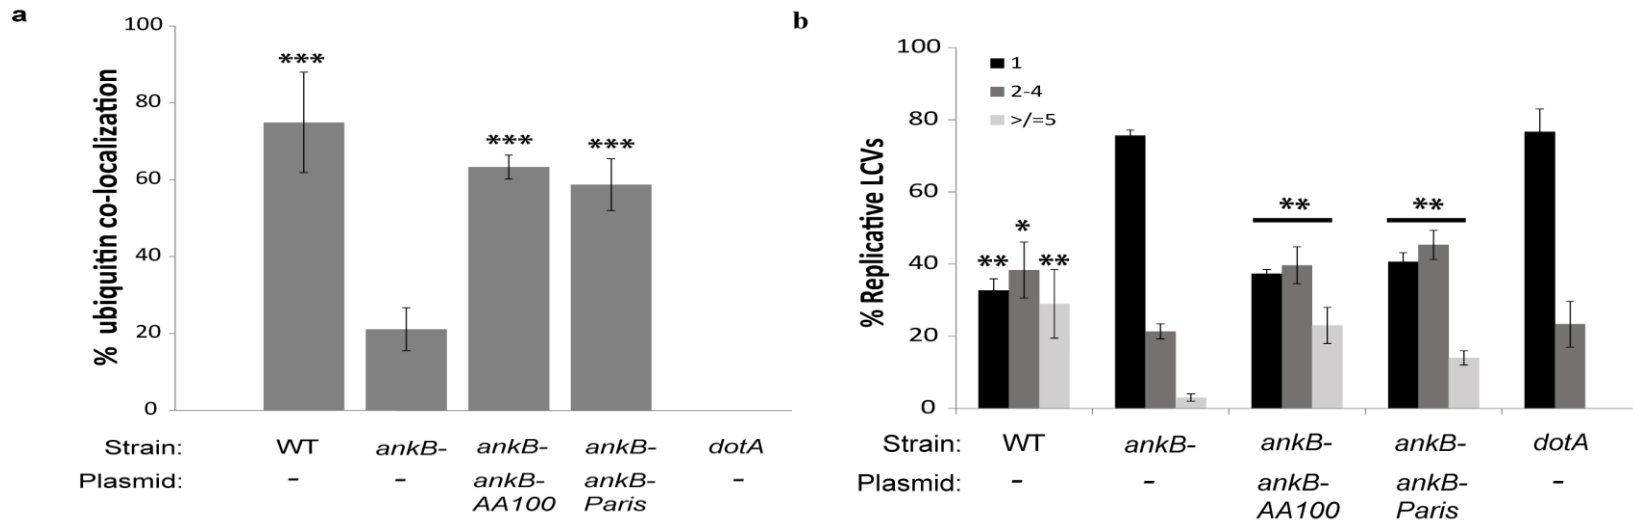 a
% ubiquitin co-localization
100
80
60
40
20
0
***
***
***
Strain: WT ankB- ankB- ankB- dotA
Plasmid: - - ankB-AA100 ankB-Paris -
b
% Replicative LCVs
100
80
60
40
20
0
1
2-4
>/=5
** * **
**
**
Strain: WT ankB- ankB- ankB- dotA
Plasmid: - - ankB-AA100 ankB-Paris -